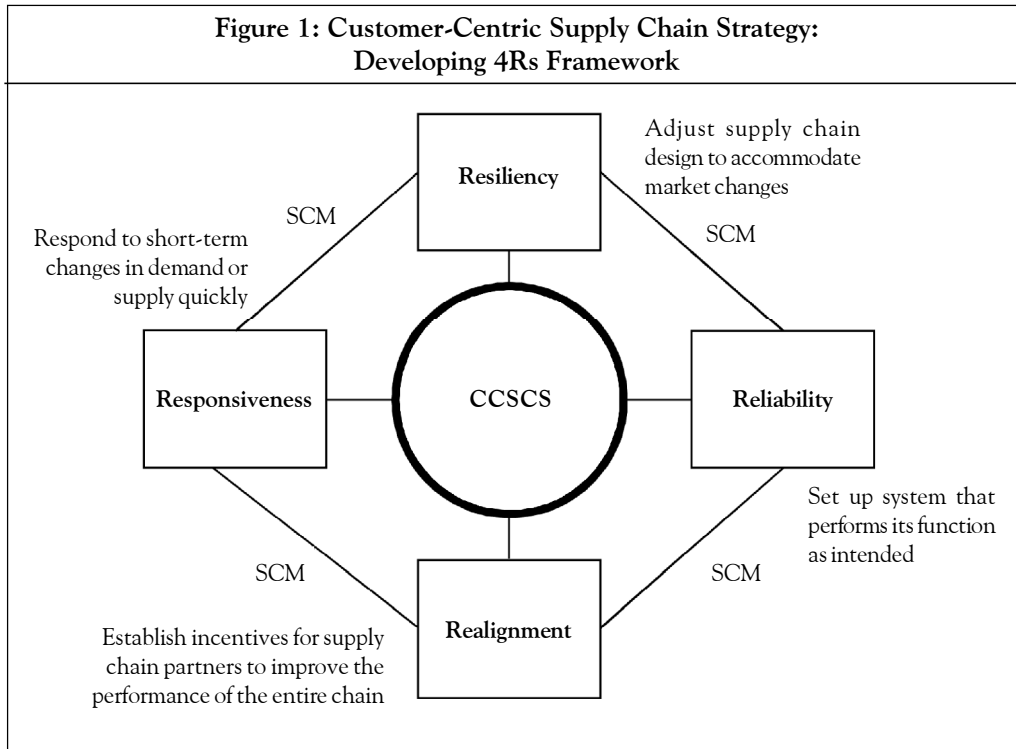 Figure 1: Customer-Centric Supply Chain Strategy:
Developing 4Rs Framework
Resiliency
Adjust supply chain
design to accommodate
market changes
SCM
SCM
Respond to short-term
changes in demand or
supply quickly
Responsiveness
CCSCS
Reliability
Set up system that
performs its function
as intended
SCM
SCM
Realignment
Establish incentives for supply
chain partners to improve the
performance of the entire chain